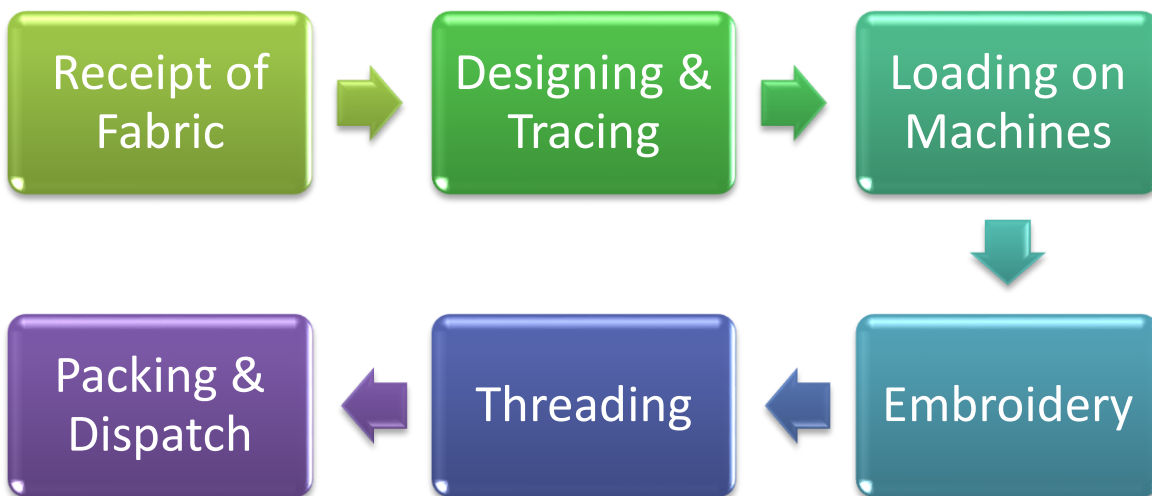 Receipt of
Fabric
Designing &
Tracing
Loading on
Machines
Embroidery
Threading
Packing &
Dispatch